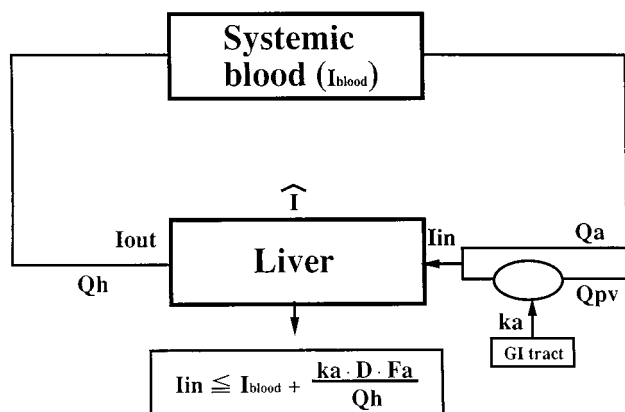 Systemic
blood (Iblood)
Î
Iout
Liver
Iin
Qa
Qh
Qpv
ka
GI tract
Iin ≦ Iblood + ka · D · Fa / Qh